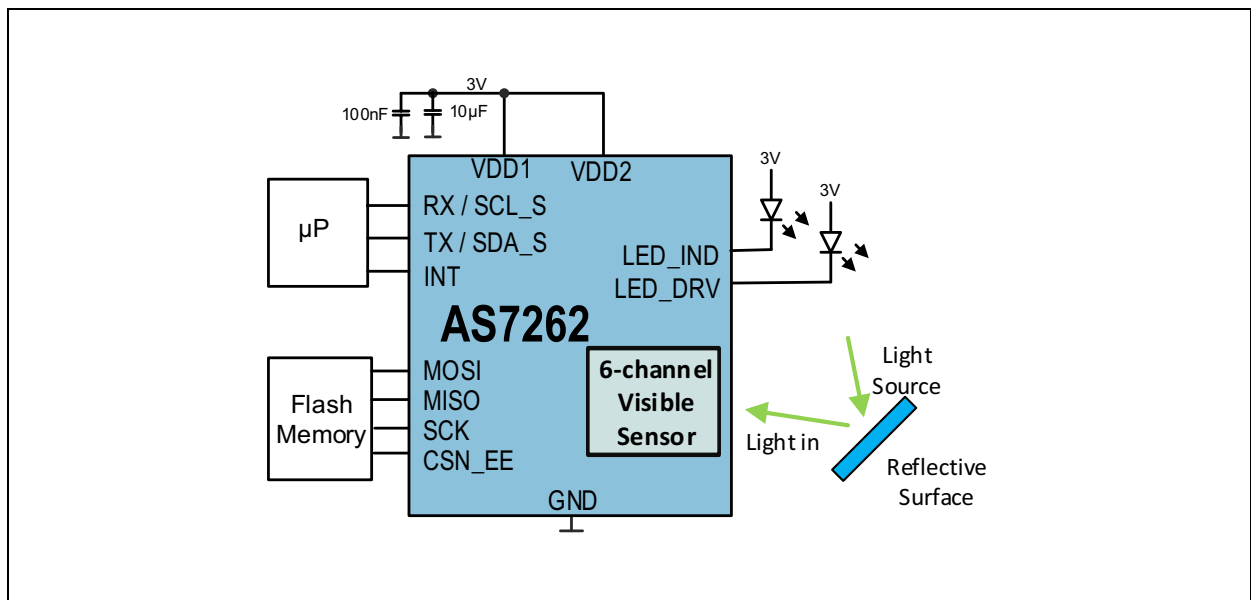 3V
100nF
10µF
VDD1
VDD2
3V
3V
µP
RX / SCL_S
TX / SDA_S
INT
LED_IND
LED_DRV
AS7262
Flash
Memory
MOSI
MISO
SCK
CSN_EE
6-channel
Visible
Sensor
Light
Source
Light in
Reflective
Surface
GND